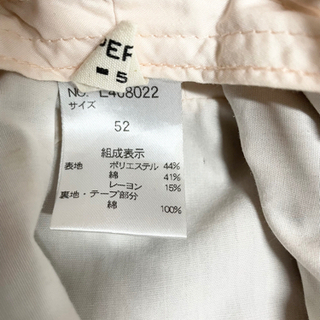 PER
- 5
NO. L408022
サイズ
52
組成表示
表地 ポリエステル 44%
綿 41%
レーヨン 15%
裏地・テープ部分
綿 100%